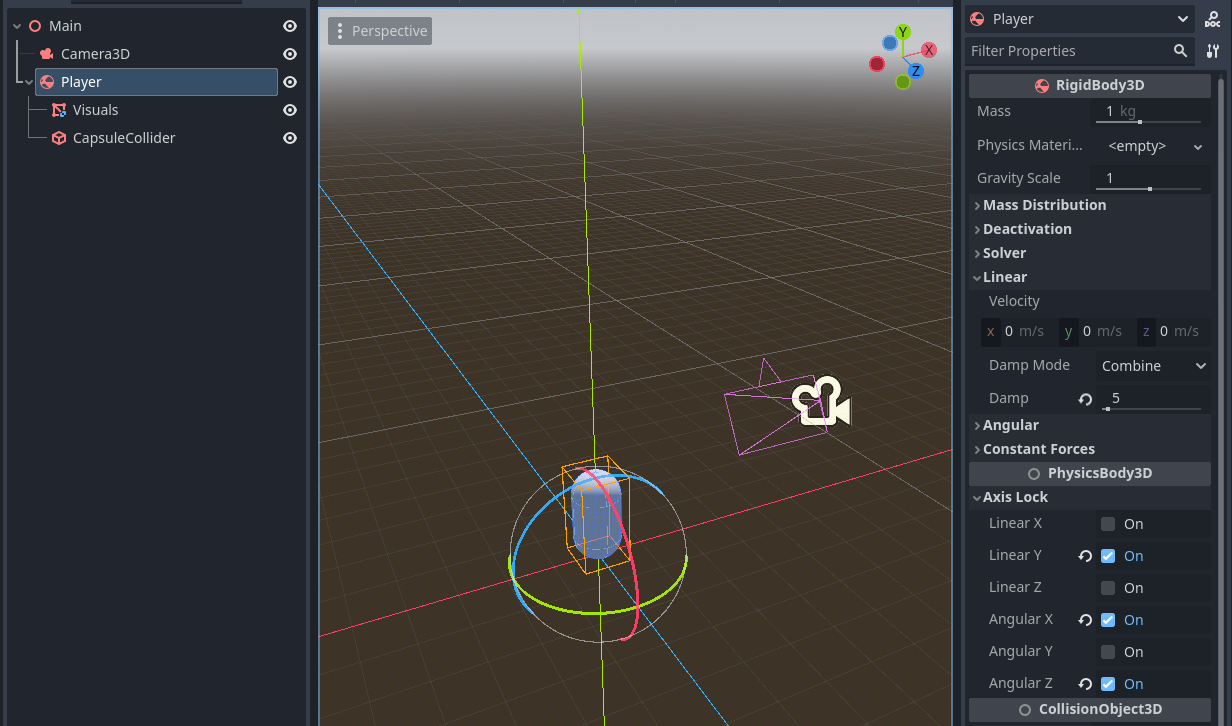 Main
Camera3D
Player
Visuals
CapsuleCollider
Perspective
Y
X
Z
Player
Filter Properties
RigidBody3D
Mass 1 kg
Physics Materi... <empty>
Gravity Scale 1
Mass Distribution
Deactivation
Solver
Linear
Velocity
x 0 m/s y 0 m/s z 0 m/s
Damp Mode Combine
Damp 5
Angular
Constant Forces
PhysicsBody3D
Axis Lock
Linear X On
Linear Y On
Linear Z On
Angular X On
Angular Y On
Angular Z On
CollisionObject3D